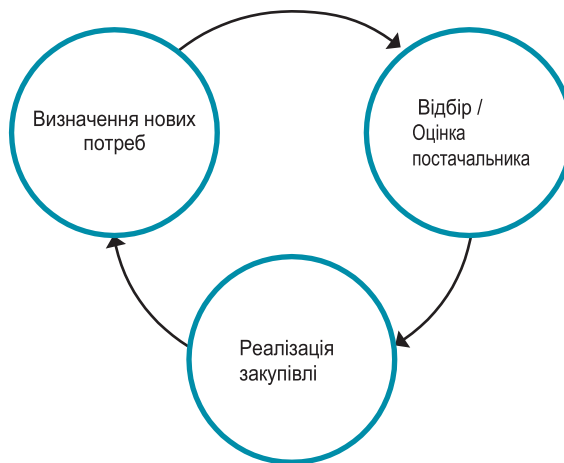 Визначення нових
потреб
Відбір /
Оцінка
постачальника
Реалізація
закупівлі